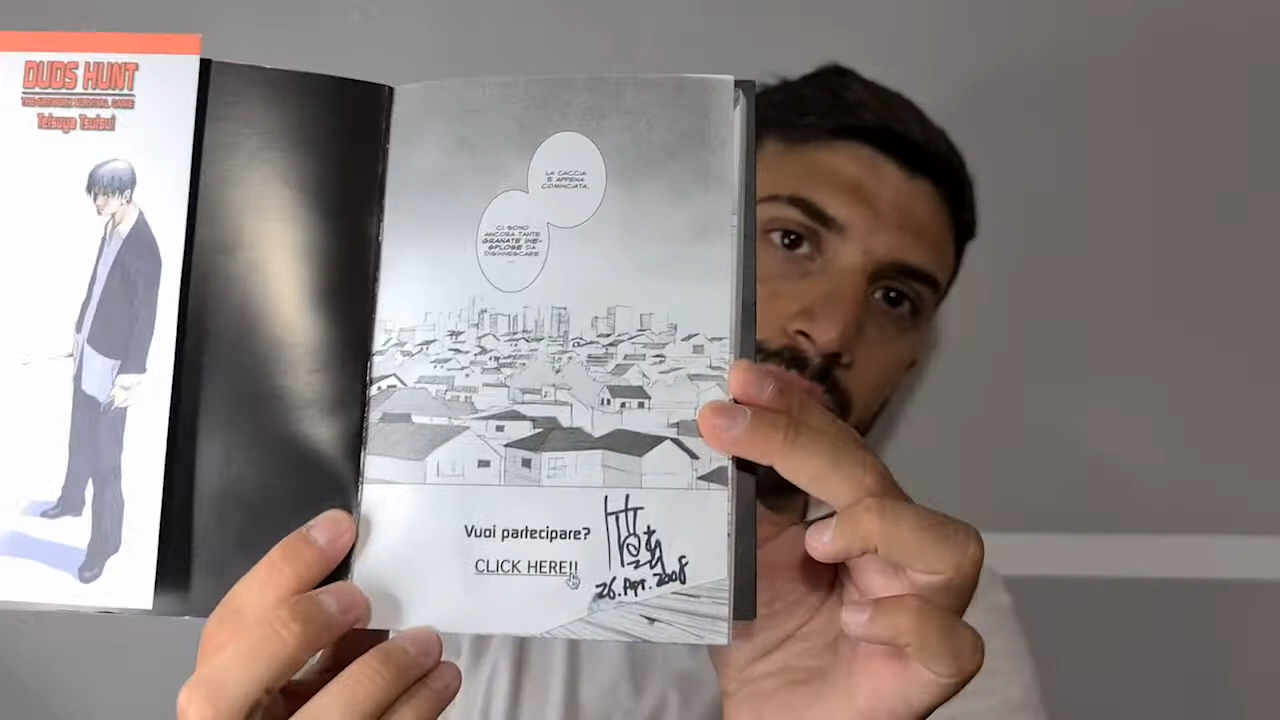 DUDS HUNT
Tetsuya Tsutsui
LA CACCIA
È APPENA
COMINCIATA.
CI SONO
ANCORA TANTE
GRANATE INE-
SPLOSE DA
DISINNESCARE
...
Vuoi partecipare?
CLICK HERE!!
26. Apr. 2008